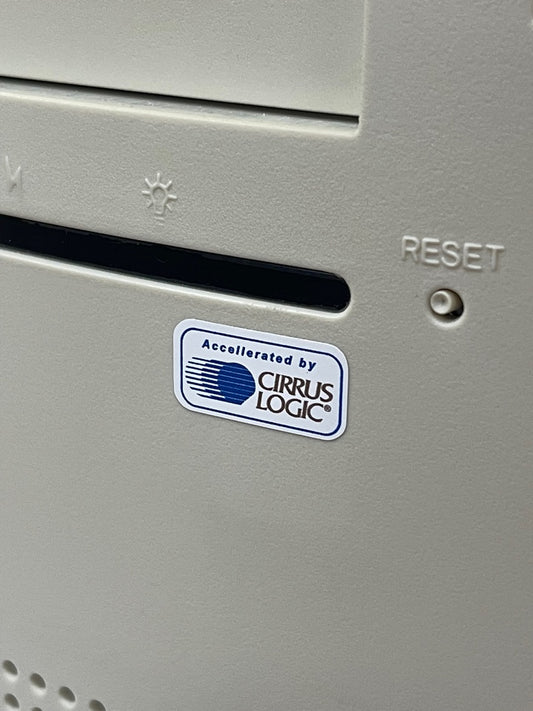 RESET
Accellerated by
CIRRUS
LOGIC®